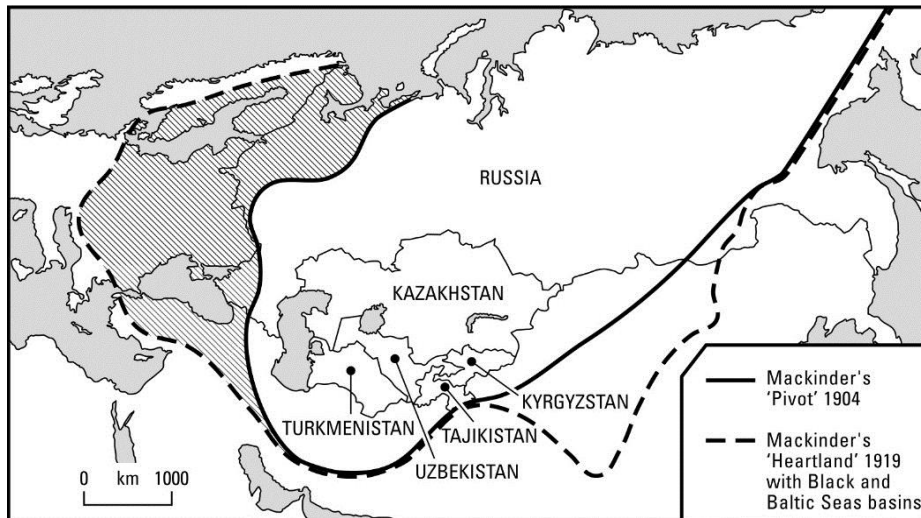 RUSSIA
KAZAKHSTAN
KYRGYZSTAN
TURKMENISTAN
TAJIKISTAN
UZBEKISTAN
0 km 1000
Mackinder's
'Pivot' 1904
Mackinder's
'Heartland' 1919
with Black and
Baltic Seas basins